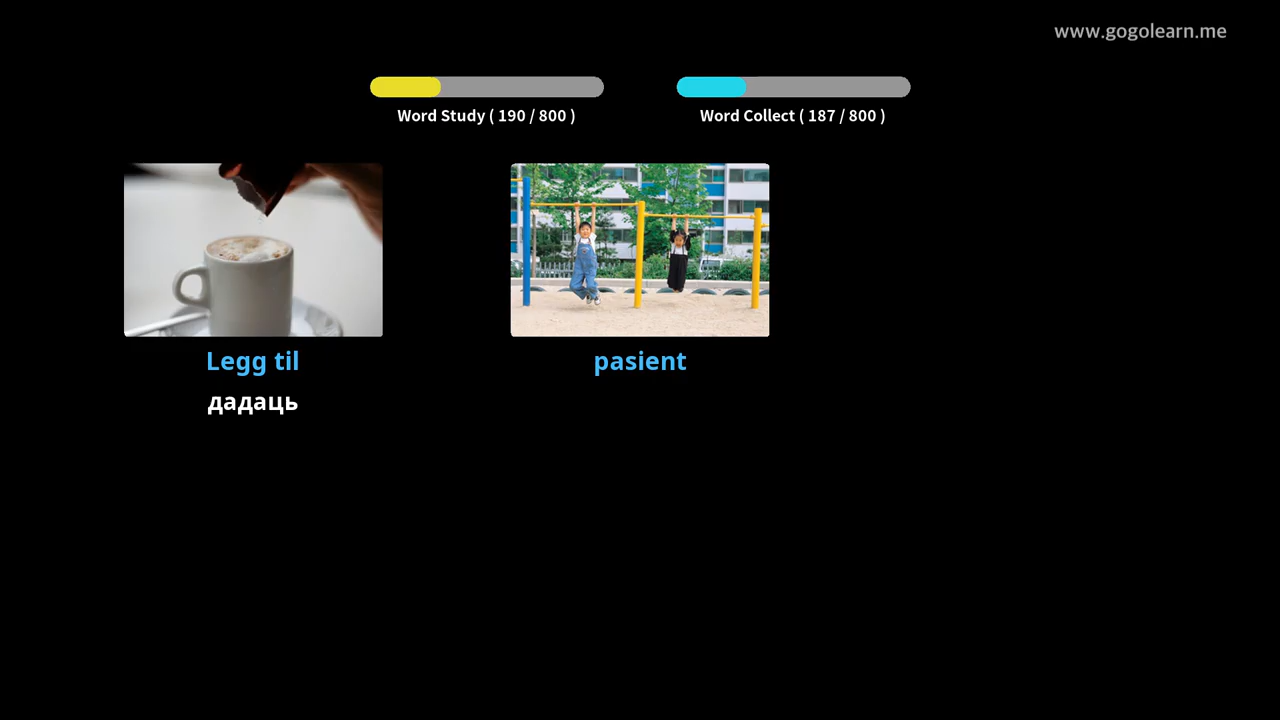 www.gogolearn.me
Word Study ( 190 / 800 )
Word Collect ( 187 / 800 )
Legg til
pasient
дадаць